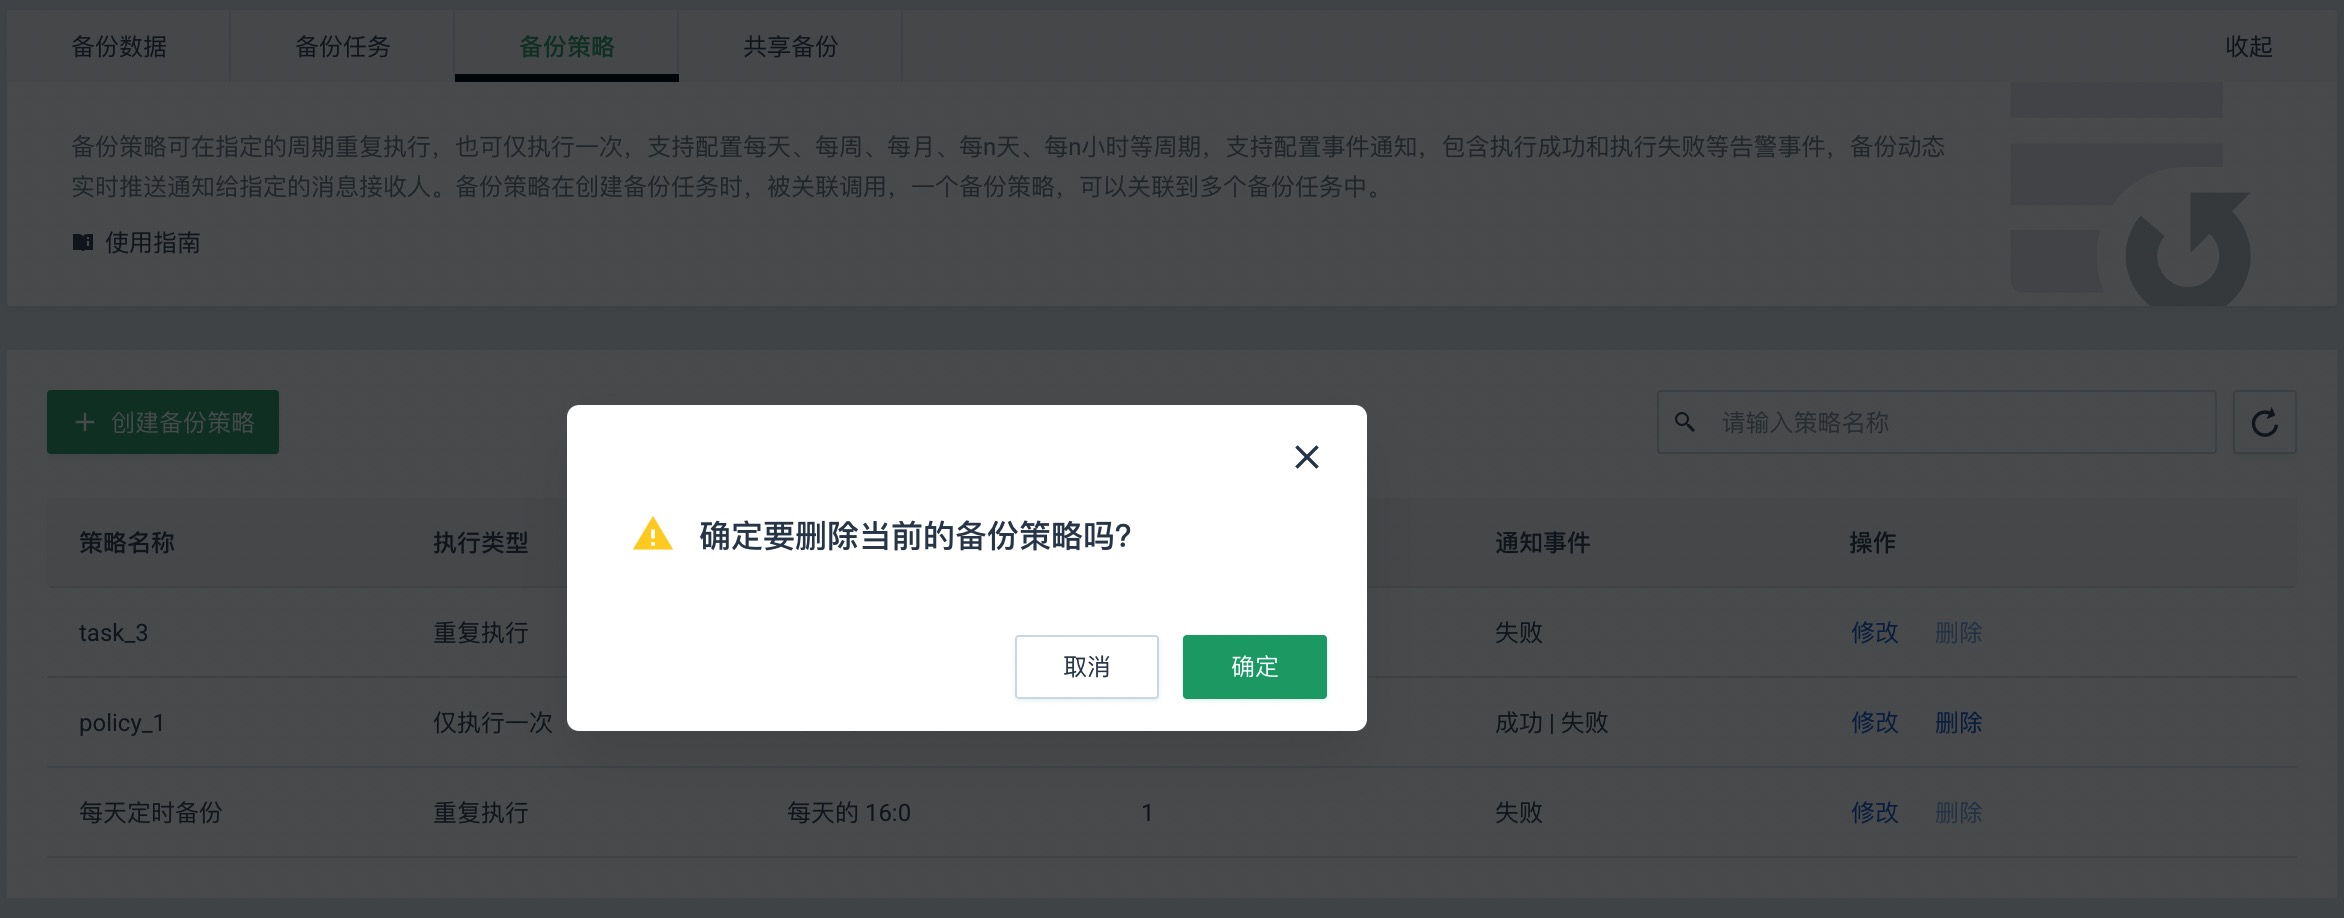 备份数据 备份任务 备份策略 共享备份 收起
备份策略可在指定的周期重复执行，也可仅执行一次，支持配置每天、每周、每月、每n天、每n小时等周期，支持配置事件通知，包含执行成功和执行失败等告警事件，备份动态
实时推送通知给指定的消息接收人。备份策略在创建备份任务时，被关联调用，一个备份策略，可以关联到多个备份任务中。
使用指南
创建备份策略 请输入策略名称
确定要删除当前的备份策略吗?
取消 确定
策略名称 执行类型 通知事件 操作
task_3 重复执行 失败 修改 删除
policy_1 仅执行一次 成功 | 失败 修改 删除
每天定时备份 重复执行 每天的 16:0 1 失败 修改 删除